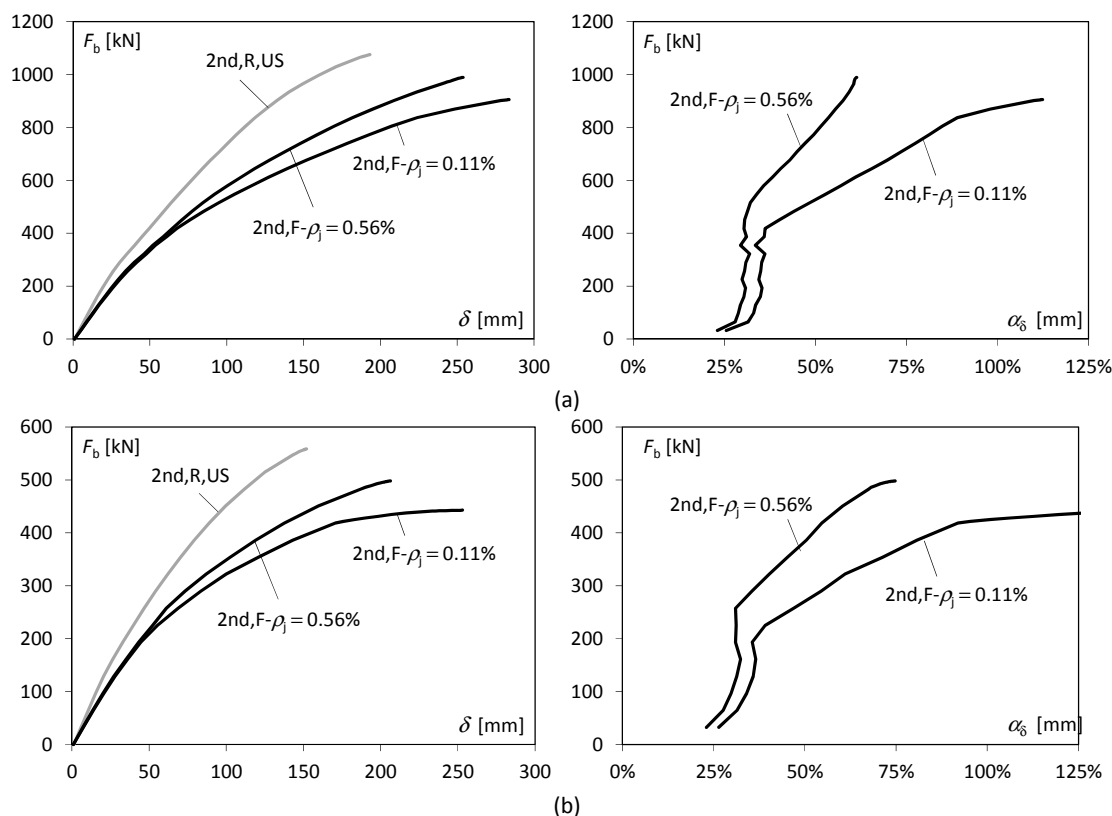 1200
1000
800
600
400
200
0
F_b [kN]
2nd,R,US
2nd,F-ρ_j = 0.11%
2nd,F-ρ_j = 0.56%
δ [mm]
0 50 100 150 200 250 300
1200
1000
800
600
400
200
0
F_b [kN]
2nd,F-ρ_j = 0.56%
2nd,F-ρ_j = 0.11%
α_δ [mm]
0% 25% 50% 75% 100% 125%
(a)
600
500
400
300
200
100
0
F_b [kN]
2nd,R,US
2nd,F-ρ_j = 0.11%
2nd,F-ρ_j = 0.56%
δ [mm]
0 50 100 150 200 250 300
600
500
400
300
200
100
0
F_b [kN]
2nd,F-ρ_j = 0.56%
2nd,F-ρ_j = 0.11%
α_δ [mm]
0% 25% 50% 75% 100% 125%
(b)